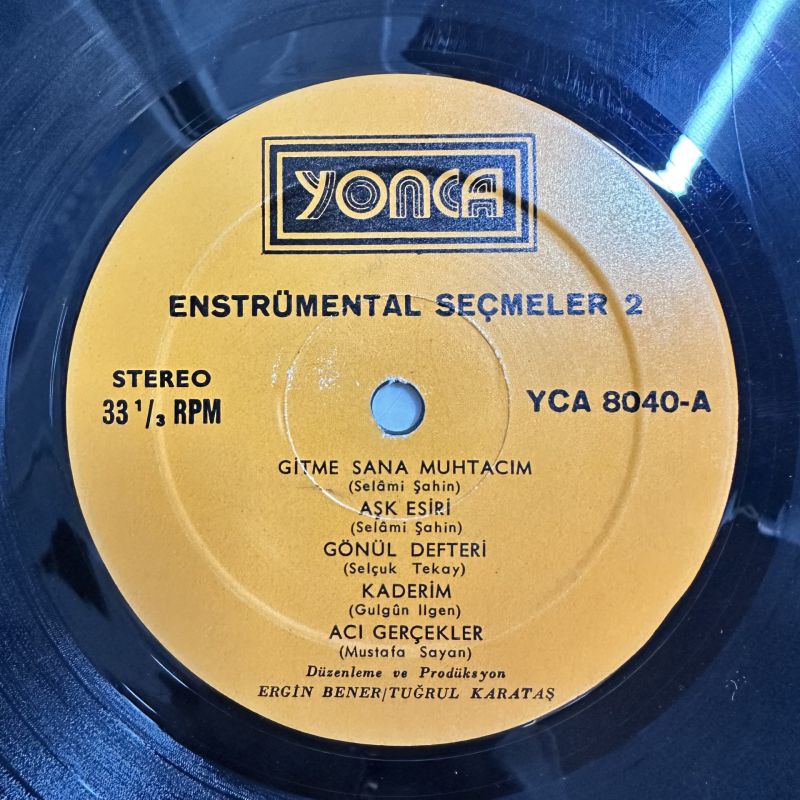 YONCA
ENSTRÜMENTAL SEÇMELER 2
STEREO
33 1/3 RPM
YCA 8040-A
GİTME SANA MUHTACIM
(Selâmi Şahin)
AŞK ESİRİ
(Selâmi Şahin)
GÖNÜL DEFTERİ
(Selçuk Tekay)
KADERİM
(Gulgûn Ilgen)
ACI GERÇEKLER
(Mustafa Sayan)
Düzenleme ve Prodüksyon
ERGİN BENER/TUĞRUL KARATAŞ